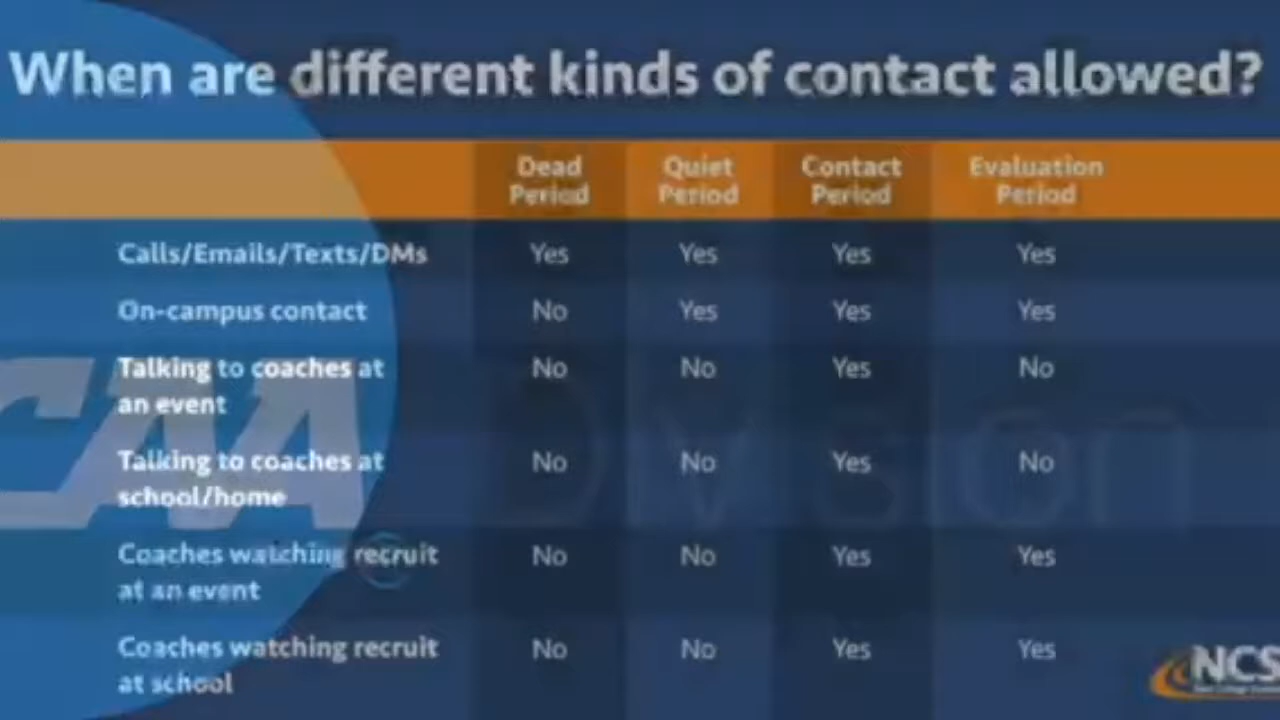 When are different kinds of contact allowed?
Dead Period Quiet Period Contact Period Evaluation Period
Calls/Emails/Texts/DMs Yes Yes Yes Yes
On-campus contact No Yes Yes Yes
Talking to coaches at an event No No Yes No
Talking to coaches at school/home No No Yes No
Coaches watching recruit at an event No No Yes Yes
Coaches watching recruit at school No No Yes Yes
CAA Division
NCS